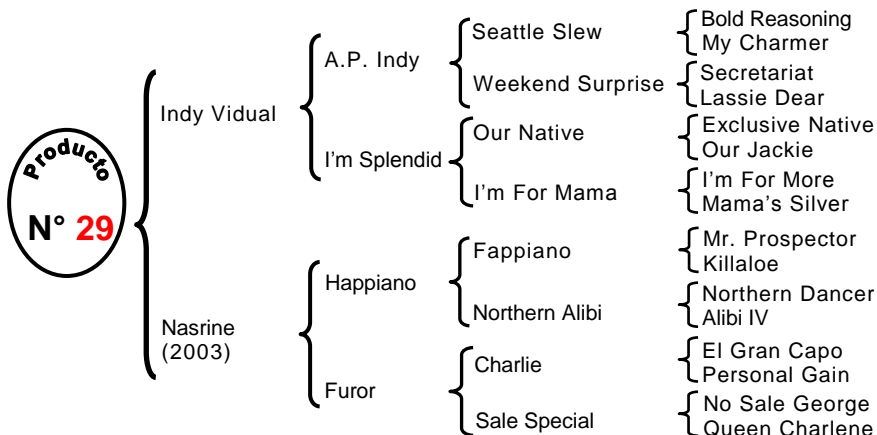 Producto
N° 29
Indy Vidual
Nasrine
(2003)
A.P. Indy
I'm Splendid
Happiano
Furor
Seattle Slew
Weekend Surprise
Our Native
I'm For Mama
Fappiano
Northern Alibi
Charlie
Sale Special
Bold Reasoning
My Charmer
Secretariat
Lassie Dear
Exclusive Native
Our Jackie
I'm For More
Mama's Silver
Mr. Prospector
Killaloe
Northern Dancer
Alibi IV
El Gran Capo
Personal Gain
No Sale George
Queen Charlene